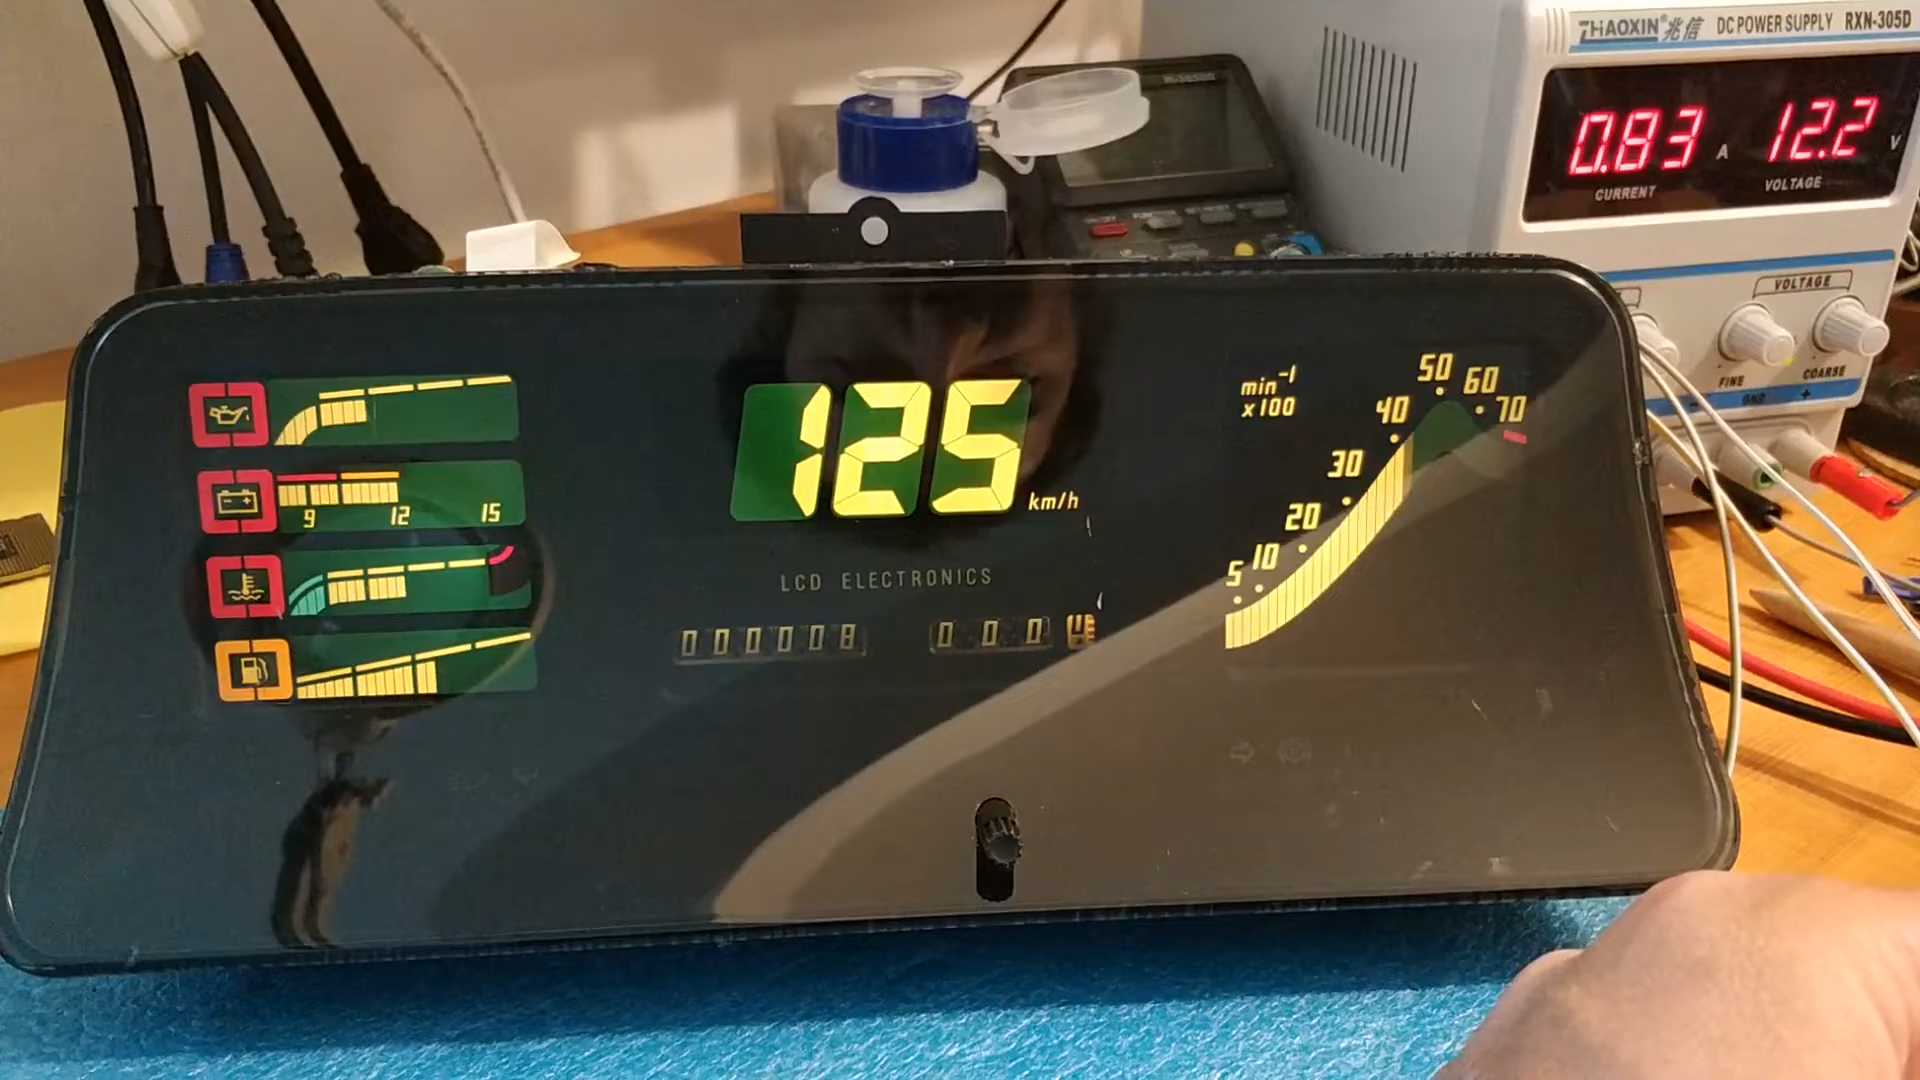 ZHAOXIN® 兆信 DC POWER SUPPLY RXN-305D
0.83 A 12.2 V
CURRENT VOLTAGE
VOLTAGE
FINE COARSE
GND
125
km/h
9 12 15
LCD ELECTRONICS
000008 000
min⁻¹
x100
5 10 20 30 40 50 60 70